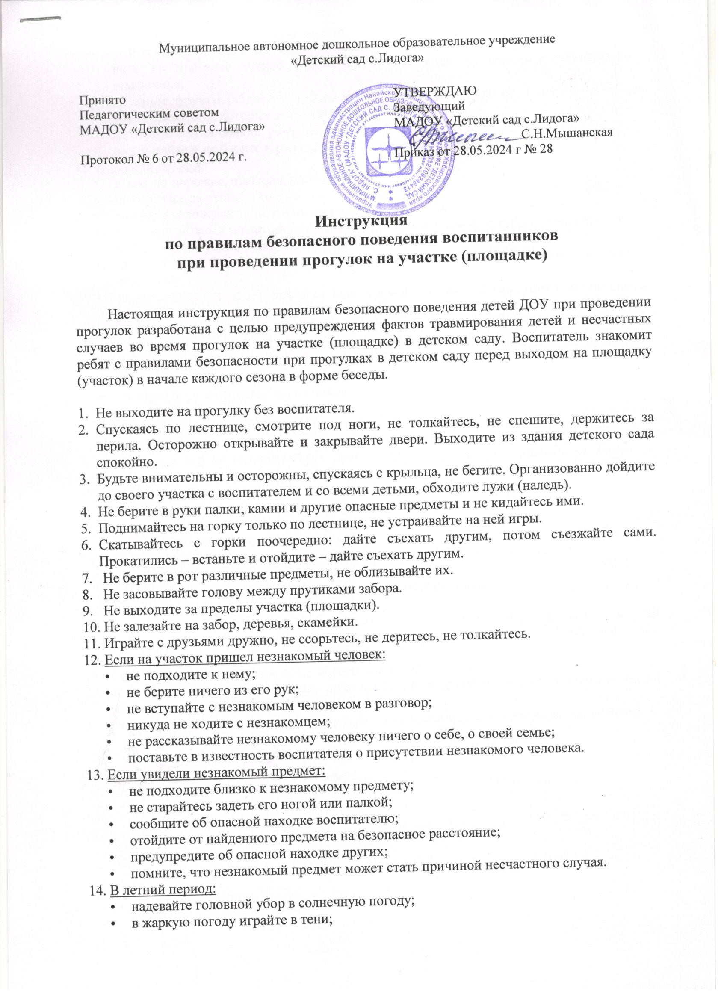 Муниципальное автономное дошкольное образовательное учреждение
«Детский сад с.Лидога»
Принято
Педагогическим советом
МАДОУ «Детский сад с.Лидога»
Протокол № 6 от 28.05.2024 г.
УТВЕРЖДАЮ
Заведующий
МАДОУ «Детский сад с.Лидога»
С.Н.Мышанская
Приказ от 28.05.2024 г № 28
Инструкция
по правилам безопасного поведения воспитанников
при проведении прогулок на участке (площадке)
Настоящая инструкция по правилам безопасного поведения детей ДОУ при проведении
прогулок разработана с целью предупреждения фактов травмирования детей и несчастных
случаев во время прогулок на участке (площадке) в детском саду. Воспитатель знакомит
ребят с правилами безопасности при прогулках в детском саду перед выходом на площадку
(участок) в начале каждого сезона в форме беседы.
1. Не выходите на прогулку без воспитателя.
2. Спускаясь по лестнице, смотрите под ноги, не толкайтесь, не спешите, держитесь за
перила. Осторожно открывайте и закрывайте двери. Выходите из здания детского сада
спокойно.
3. Будьте внимательны и осторожны, спускаясь с крыльца, не бегите. Организованно дойдите
до своего участка с воспитателем и со всеми детьми, обходите лужи (наледь).
4. Не берите в руки палки, камни и другие опасные предметы и не кидайтесь ими.
5. Поднимайтесь на горку только по лестнице, не устраивайте на ней игры.
6. Скатывайтесь с горки поочередно: дайте съехать другим, потом съезжайте сами.
Прокатились – встаньте и отойдите – дайте съехать другим.
7. Не берите в рот различные предметы, не облизывайте их.
8. Не засовывайте голову между прутиками забора.
9. Не выходите за пределы участка (площадки).
10. Не залезайте на забор, деревья, скамейки.
11. Играйте с друзьями дружно, не ссорьтесь, не деритесь, не толкайтесь.
12. Если на участок пришел незнакомый человек:
• не подходите к нему;
• не берите ничего из его рук;
• не вступайте с незнакомым человеком в разговор;
• никуда не ходите с незнакомцем;
• не рассказывайте незнакомому человеку ничего о себе, о своей семье;
• поставьте в известность воспитателя о присутствии незнакомого человека.
13. Если увидели незнакомый предмет:
• не подходите близко к незнакомому предмету;
• не старайтесь задеть его ногой или палкой;
• сообщите об опасной находке воспитателю;
• отойдите от найденного предмета на безопасное расстояние;
• предупредите об опасной находке других;
• помните, что незнакомый предмет может стать причиной несчастного случая.
14. В летний период:
• надевайте головной убор в солнечную погоду;
• в жаркую погоду играйте в тени;